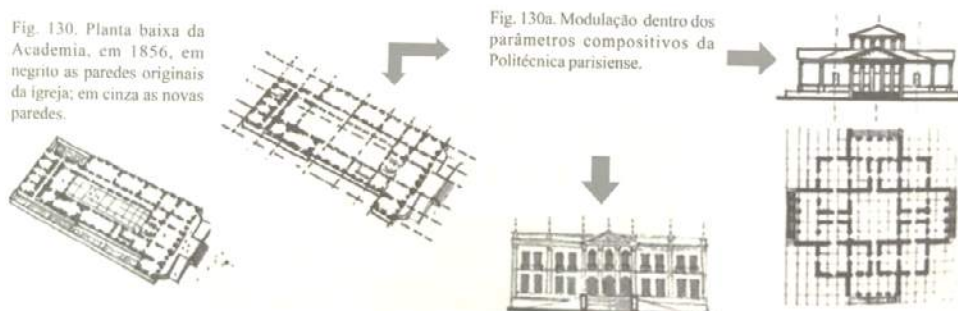 Fig. 130. Planta baixa da
Academia, em 1856, em
negrito as paredes originais
da igreja; em cinza as novas
paredes.
Fig. 130a. Modulação dentro dos
parâmetros compositivos da
Politécnica parisiense.